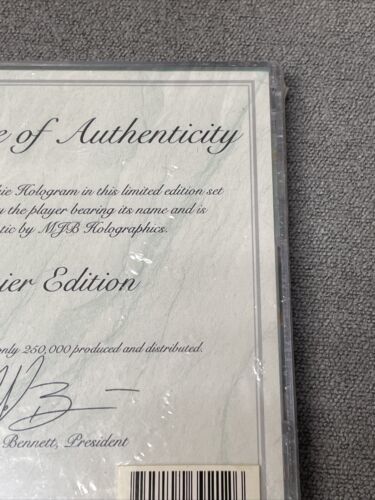 e of Authenticity
ie Hologram in this limited edition set
y the player bearing its name and is
tic by MJB Holographics.
ier Edition
only 250,000 produced and distributed.
Bennett, President